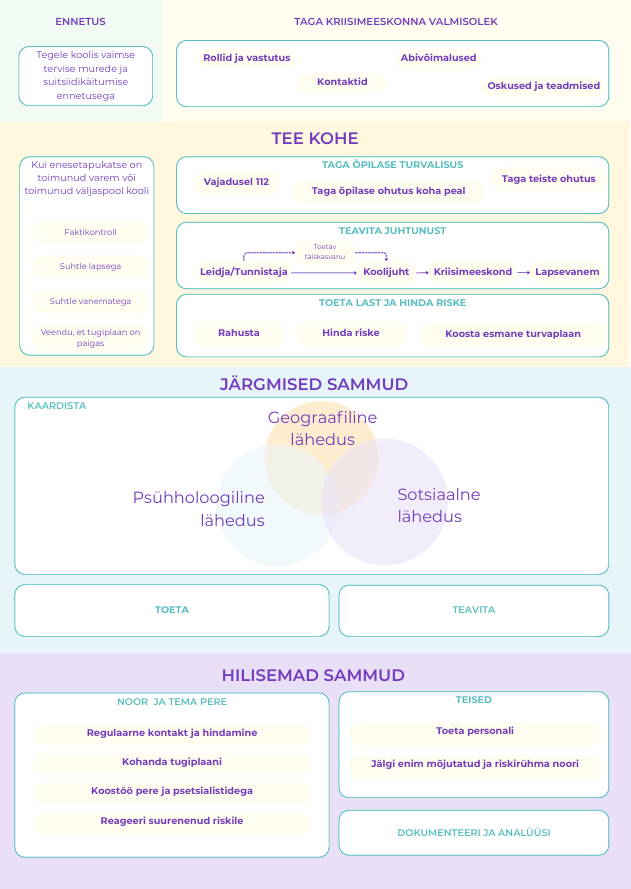 ENNETUS
Tegele koolis vaimse
tervise murede ja
suitsiidikäitumise
ennetusega
TAGA KRIISIMEESKONNA VALMISOLEK
Rollid ja vastutus
Abivõimalused
Kontaktid
Oskused ja teadmised
TEE KOHE
Kui enesetapukatse on
toimunud varem või
toimunud väljaspool kooli
Faktikontroll
Suhtle lapsega
Suhtle vanematega
Veendu, et tugiplaan on
paigas
TAGA ÕPILASE TURVALISUS
Vajadusel 112
Taga õpilase ohutus koha peal
Taga teiste ohutus
TEAVITA JUHTUNUST
Toetav
täiskasvanu
Leidja/Tunnistaja
Koolijuht
Kriisimeeskond
Lapsevanem
TOETA LAST JA HINDA RISKE
Rahusta
Hinda riske
Koosta esmane turvaplaan
JÄRGMISED SAMMUD
KAARDISTA
Geograafiline
lähedus
Psühholoogiline
lähedus
Sotsiaalne
lähedus
TOETA
TEAVITA
HILISEMAD SAMMUD
NOOR JA TEMA PERE
Regulaarne kontakt ja hindamine
Kohanda tugiplaani
Koostöö pere ja psetsialistidega
Reageeri suurenenud riskile
TEISED
Toeta personali
Jälgi enim mõjutatud ja riskirühma noori
DOKUMENTEERI JA ANALÜÜSI